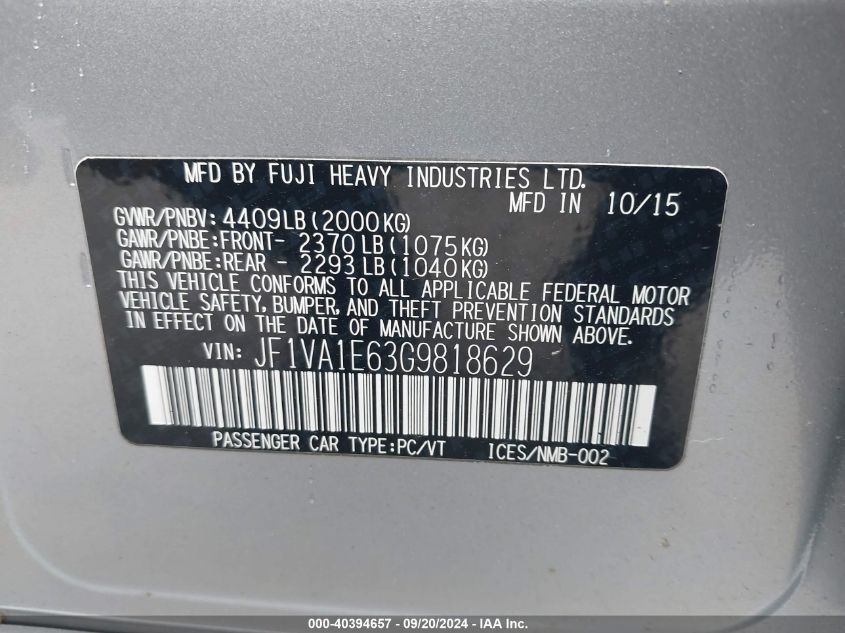 MFD BY FUJI HEAVY INDUSTRIES LTD.
MFD IN 10/15
GVWR/PNBV: 4409LB(2000KG)
GAWR/PNBE:FRONT- 2370LB(1075KG)
GAWR/PNBE:REAR - 2293LB(1040KG)
THIS VEHICLE CONFORMS TO ALL APPLICABLE FEDERAL MOTOR
VEHICLE SAFETY, BUMPER, AND THEFT PREVENTION STANDARDS
IN EFFECT ON THE DATE OF MANUFACTURE SHOWN ABOVE.
VIN: JF1VA1E63G9818629
PASSENGER CAR TYPE:PC/VT ICES/NMB-002
000-40394657 - 09/20/2024 - IAA Inc.